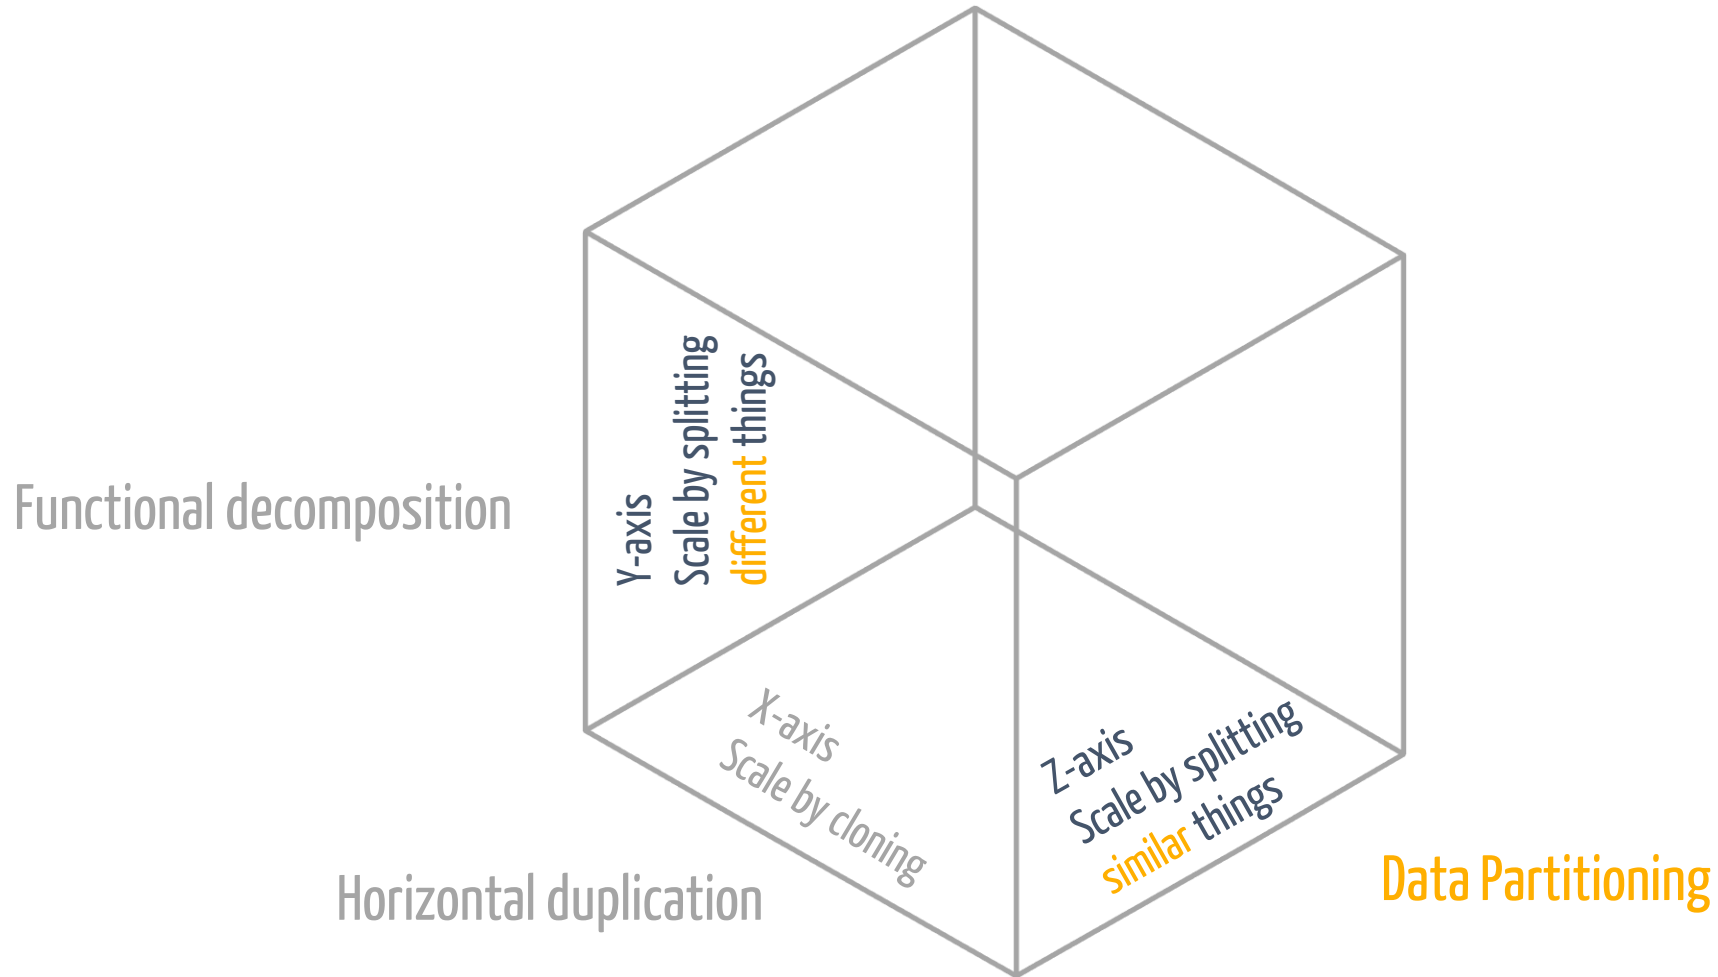 Functional decomposition
Y-axis
Scale by splitting
different things
X-axis
Scale by cloning
Horizontal duplication
Z-axis
Scale by splitting
similar things
Data Partitioning